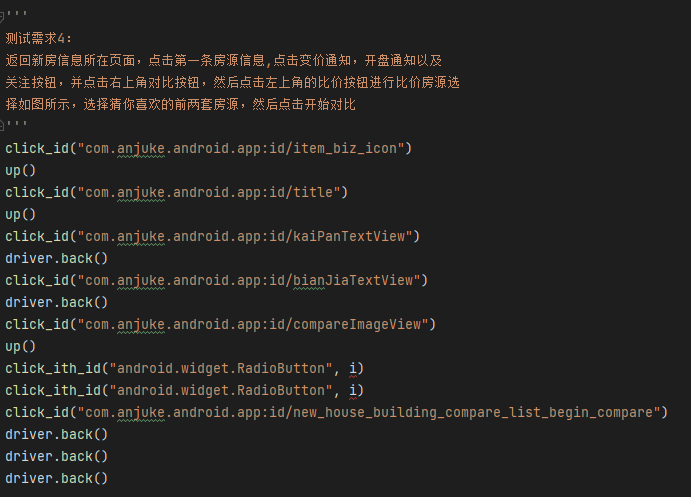 '''
测试需求4：
返回新房信息所在页面，点击第一条房源信息,点击变价通知，开盘通知以及
关注按钮，并点击右上角对比按钮，然后点击左上角的比价按钮进行比价房源选
择如图所示，选择猜你喜欢的前两套房源，然后点击开始对比
'''
click_id("com.anjuke.android.app:id/item_biz_icon")
up()
click_id("com.anjuke.android.app:id/title")
up()
click_id("com.anjuke.android.app:id/kaiPanTextView")
driver.back()
click_id("com.anjuke.android.app:id/bianJiaTextView")
driver.back()
click_id("com.anjuke.android.app:id/compareImageView")
up()
click_ith_id("android.widget.RadioButton", i)
click_ith_id("android.widget.RadioButton", i)
click_id("com.anjuke.android.app:id/new_house_building_compare_list_begin_compare")
driver.back()
driver.back()
driver.back()